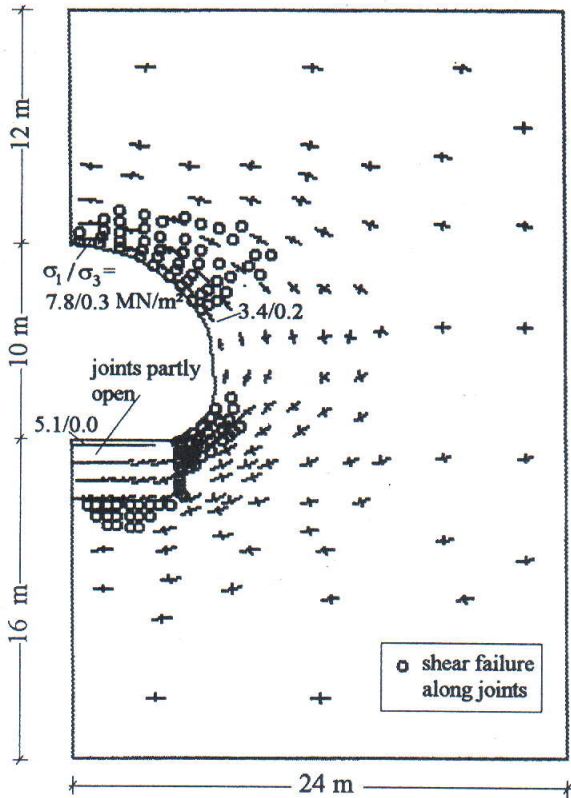 12 m
σ₁ / σ₃ =
7.8/0.3 MN/m²
3.4/0.2
10 m
joints partly
open
5.1/0.0
16 m
shear failure
along joints
24 m